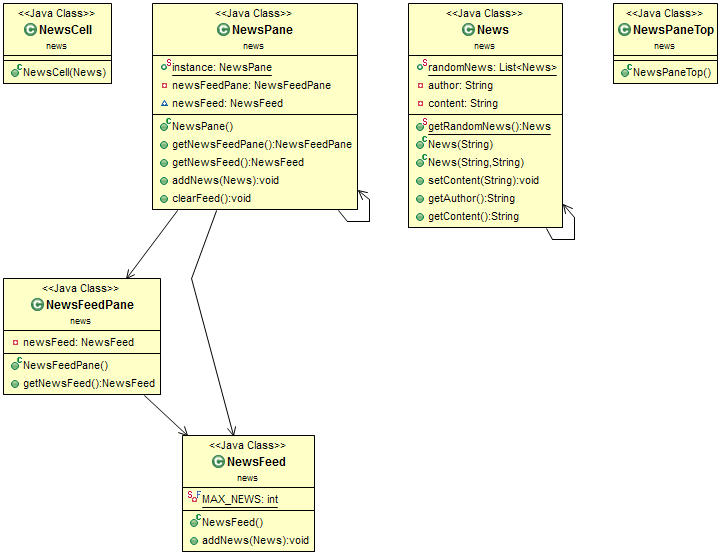 <<Java Class>>
NewsCell
news
NewsCell(News)
<<Java Class>>
NewsPane
news
instance: NewsPane
newsFeedPane: NewsFeedPane
newsFeed: NewsFeed
NewsPane()
getNewsFeedPane():NewsFeedPane
getNewsFeed():NewsFeed
addNews(News):void
clearFeed():void
<<Java Class>>
News
news
randomNews: List<News>
author: String
content: String
getRandomNews():News
News(String)
News(String,String)
setContent(String):void
getAuthor():String
getContent():String
<<Java Class>>
NewsPaneTop
news
NewsPaneTop()
<<Java Class>>
NewsFeedPane
news
newsFeed: NewsFeed
NewsFeedPane()
getNewsFeed():NewsFeed
<<Java Class>>
NewsFeed
news
MAX_NEWS: int
NewsFeed()
addNews(News):void